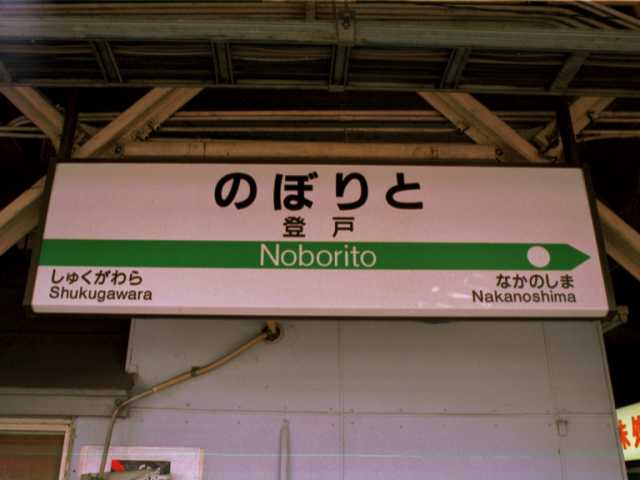 のぼりと
登戸
Noborito
しゅくがわら
Shukugawara
なかのしま
Nakanoshima